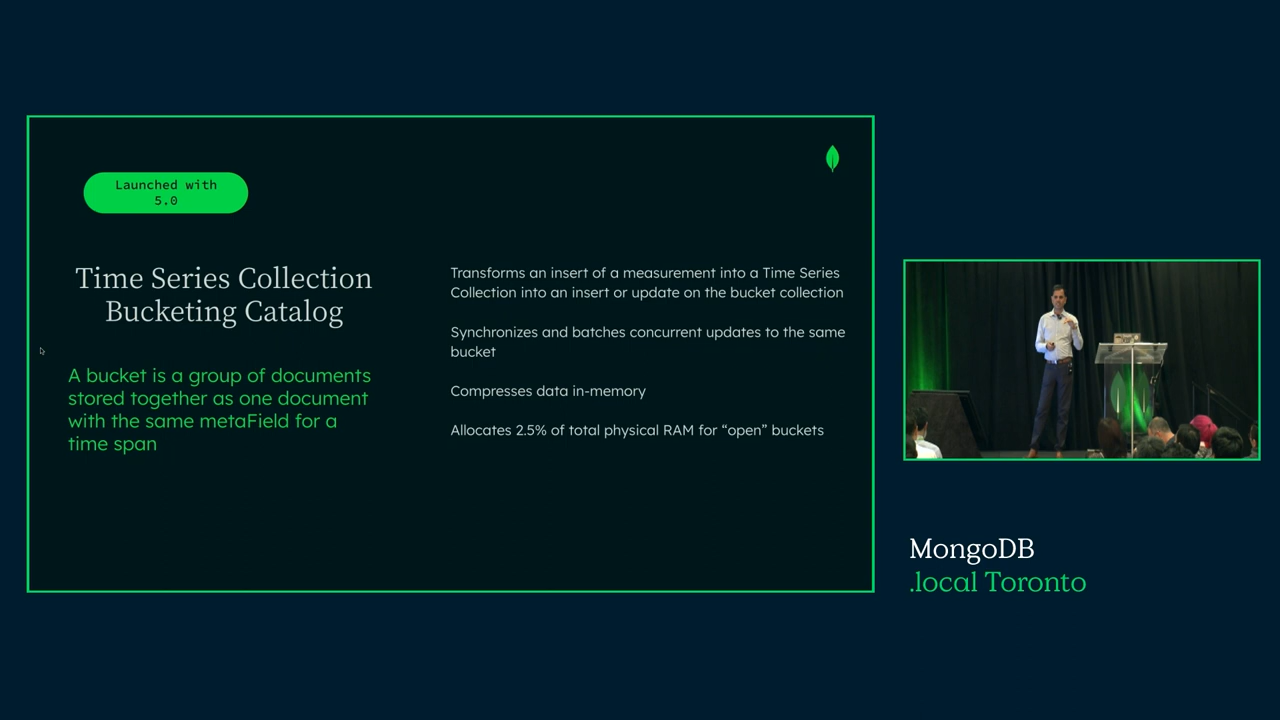 Launched with
5.0
Time Series Collection
Bucketing Catalog
A bucket is a group of documents
stored together as one document
with the same metaField for a
time span
Transforms an insert of a measurement into a Time Series
Collection into an insert or update on the bucket collection
Synchronizes and batches concurrent updates to the same
bucket
Compresses data in-memory
Allocates 2.5% of total physical RAM for “open” buckets
MongoDB
.local Toronto